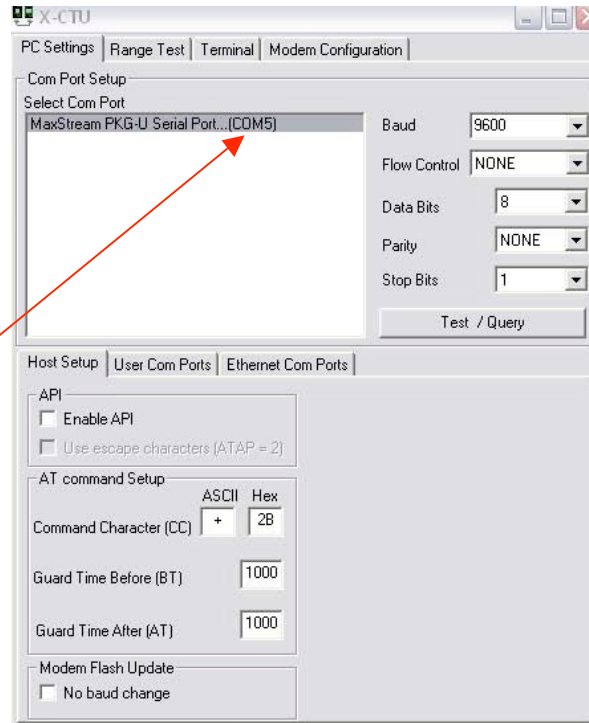 X-CTU
PC Settings Range Test Terminal Modem Configuration
Com Port Setup
Select Com Port
MaxStream PKG-U Serial Port...(COM5)
Baud 9600
Flow Control NONE
Data Bits 8
Parity NONE
Stop Bits 1
Test / Query
Host Setup User Com Ports Ethernet Com Ports
API
Enable API
Use escape characters (ATAP = 2)
AT command Setup
ASCII Hex
Command Character (CC) + 2B
Guard Time Before (BT) 1000
Guard Time After (AT) 1000
Modem Flash Update
No baud change